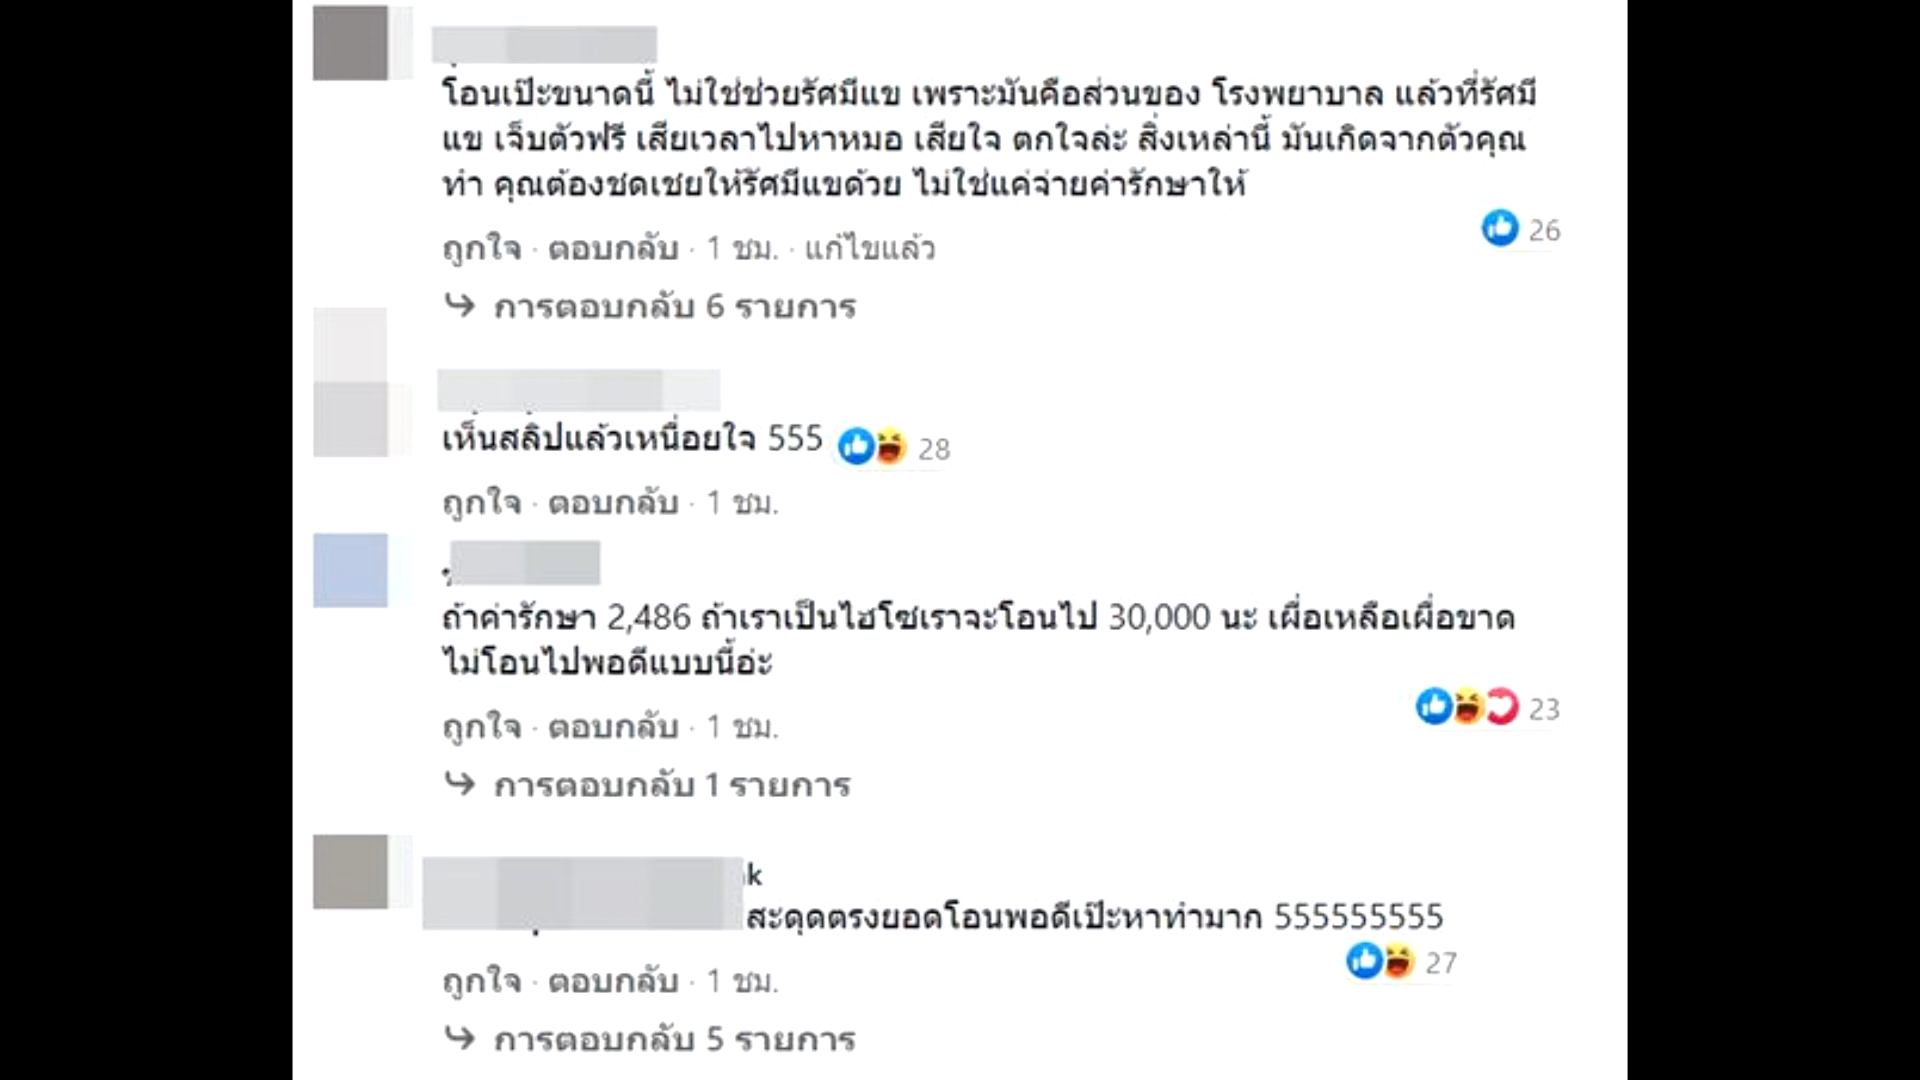 โอนเป๊ะขนาดนี้ ไม่ใช่ช่วยรัศมีแข เพราะมันคือส่วนของ โรงพยาบาล แล้วที่รัศมี
แข เจ็บตัวฟรี เสียเวลาไปหาหมอ เสียใจ ตกใจล่ะ สิ่งเหล่านี้ มันเกิดจากตัวคุณ
ทำ คุณต้องชดเชยให้รัศมีแขด้วย ไม่ใช่แค่จ่ายค่ารักษาให้
26
ถูกใจ · ตอบกลับ · 1 ชม. · แก้ไขแล้ว
การตอบกลับ 6 รายการ
เห็นสลิปแล้วเหนื่อยใจ 555 28
ถูกใจ · ตอบกลับ · 1 ชม.
ถ้าค่ารักษา 2,486 ถ้าเราเป็นไฮโซเราจะโอนไป 30,000 นะ เผื่อเหลือเผื่อขาด
ไม่โอนไปพอดีแบบนี้อ่ะ
23
ถูกใจ · ตอบกลับ · 1 ชม.
การตอบกลับ 1 รายการ
k
สะดุดตรงยอดโอนพอดีเป๊ะหาทำมาก 555555555
27
ถูกใจ · ตอบกลับ · 1 ชม.
การตอบกลับ 5 รายการ